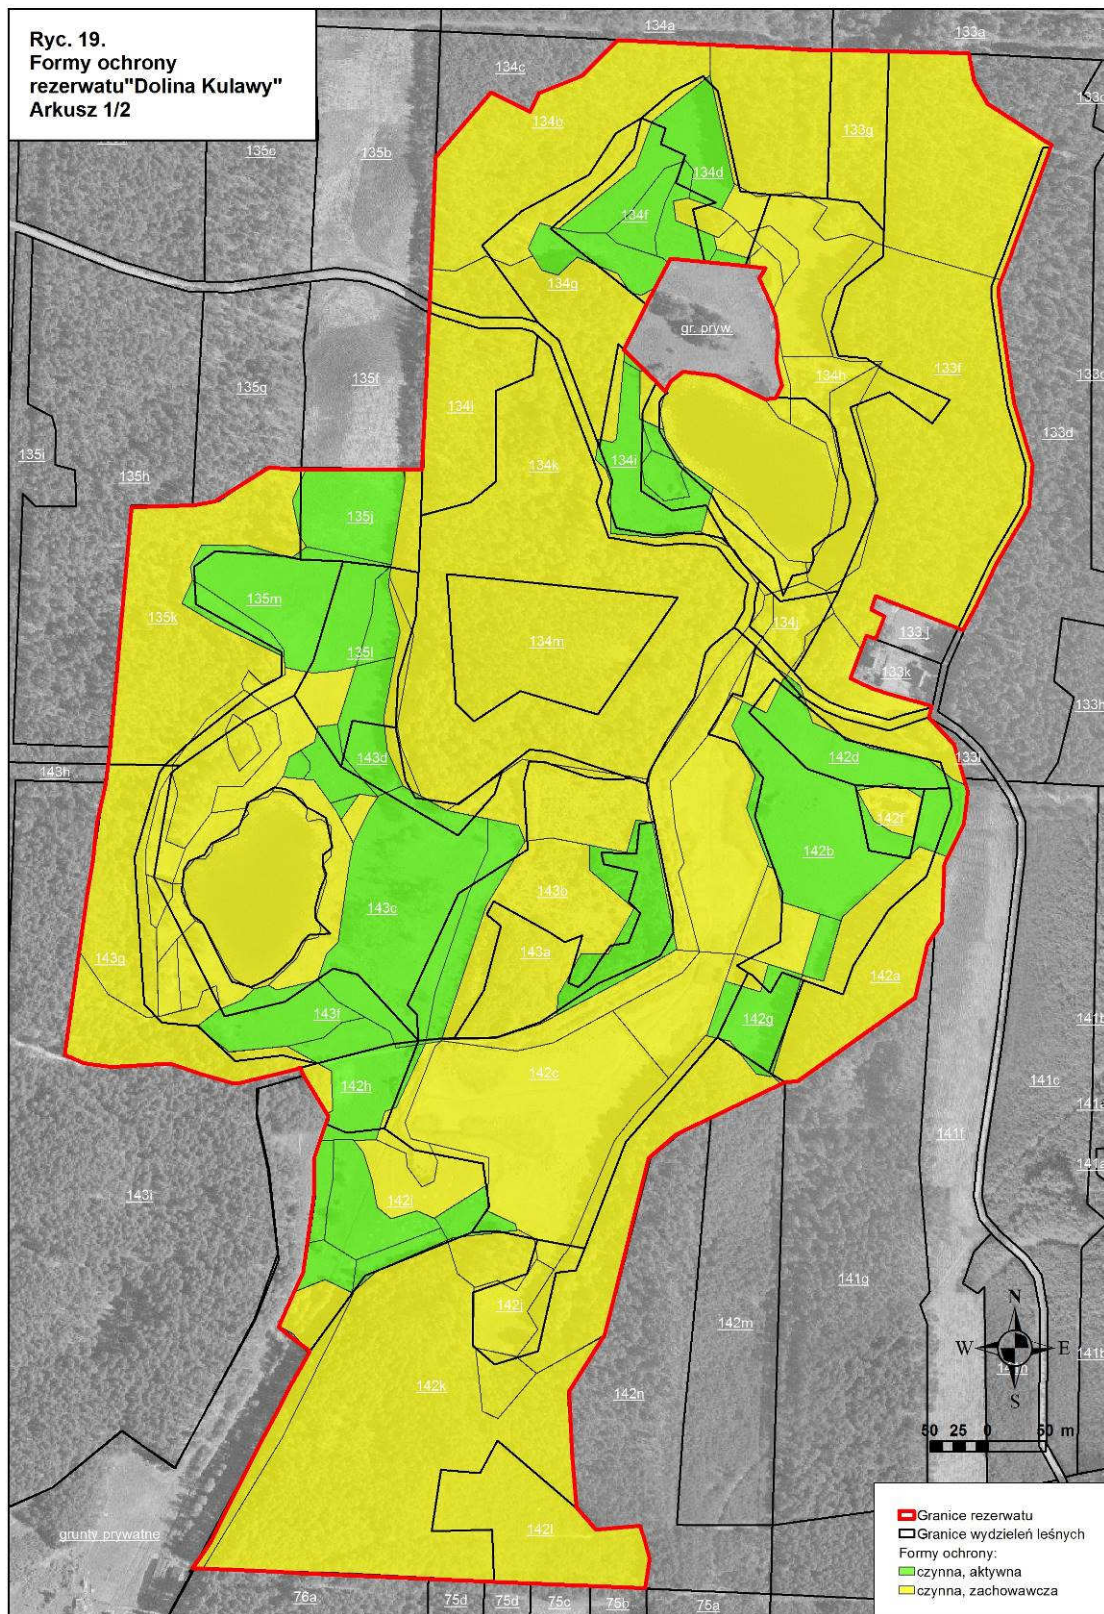 Ryc. 19.
Formy ochrony
rezerwatu"Dolina Kulawy"
Arkusz 1/2
134a
133a
134c
134b
133g
135b
134d
134f
134g
gr. pryw.
135f
135g
134h
133f
134l
133d
135i
134k
134i
135h
135j
135m
135k
134j
133j
135l
134m
133k
143d
142d
143h
142f
142b
143b
143c
143a
142a
143g
143f
142g
142c
141c
142h
141f
143i
142i
141g
142j
142m
N
W
E
S
142k
142n
50 25 0 50 m
142l
grunty prywatne
76a
75d
75d
75c
75b
75a
Granice rezerwatu
Granice wydzieleń leśnych
Formy ochrony:
czynna, aktywna
czynna, zachowawcza